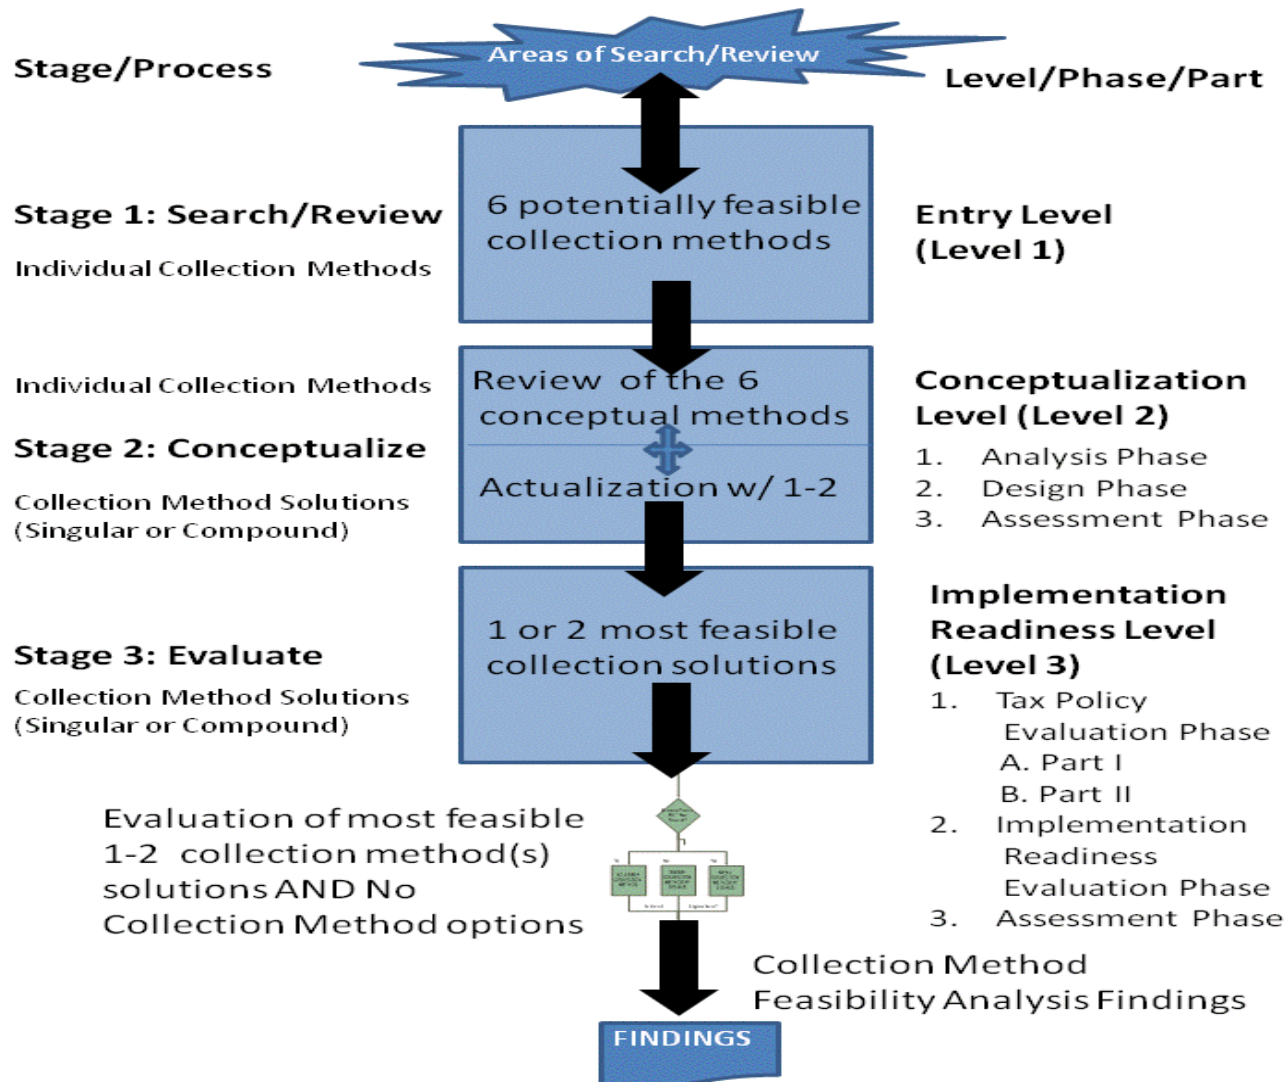 Areas of Search/Review
Stage/Process
Level/Phase/Part
Stage 1: Search/Review
Individual Collection Methods
6 potentially feasible
collection methods
Entry Level
(Level 1)
Individual Collection Methods
Stage 2: Conceptualize
Collection Method Solutions
(Singular or Compound)
Review of the 6
conceptual methods
Actualization w/ 1-2
Conceptualization
Level (Level 2)
1. Analysis Phase
2. Design Phase
3. Assessment Phase
Stage 3: Evaluate
Collection Method Solutions
(Singular or Compound)
1 or 2 most feasible
collection solutions
Implementation
Readiness Level
(Level 3)
1. Tax Policy
Evaluation Phase
A. Part I
B. Part II
2. Implementation
Readiness
Evaluation Phase
3. Assessment Phase
Evaluation of most feasible
1-2 collection method(s)
solutions AND No
Collection Method options
Collection Method
Feasibility Analysis Findings
FINDINGS